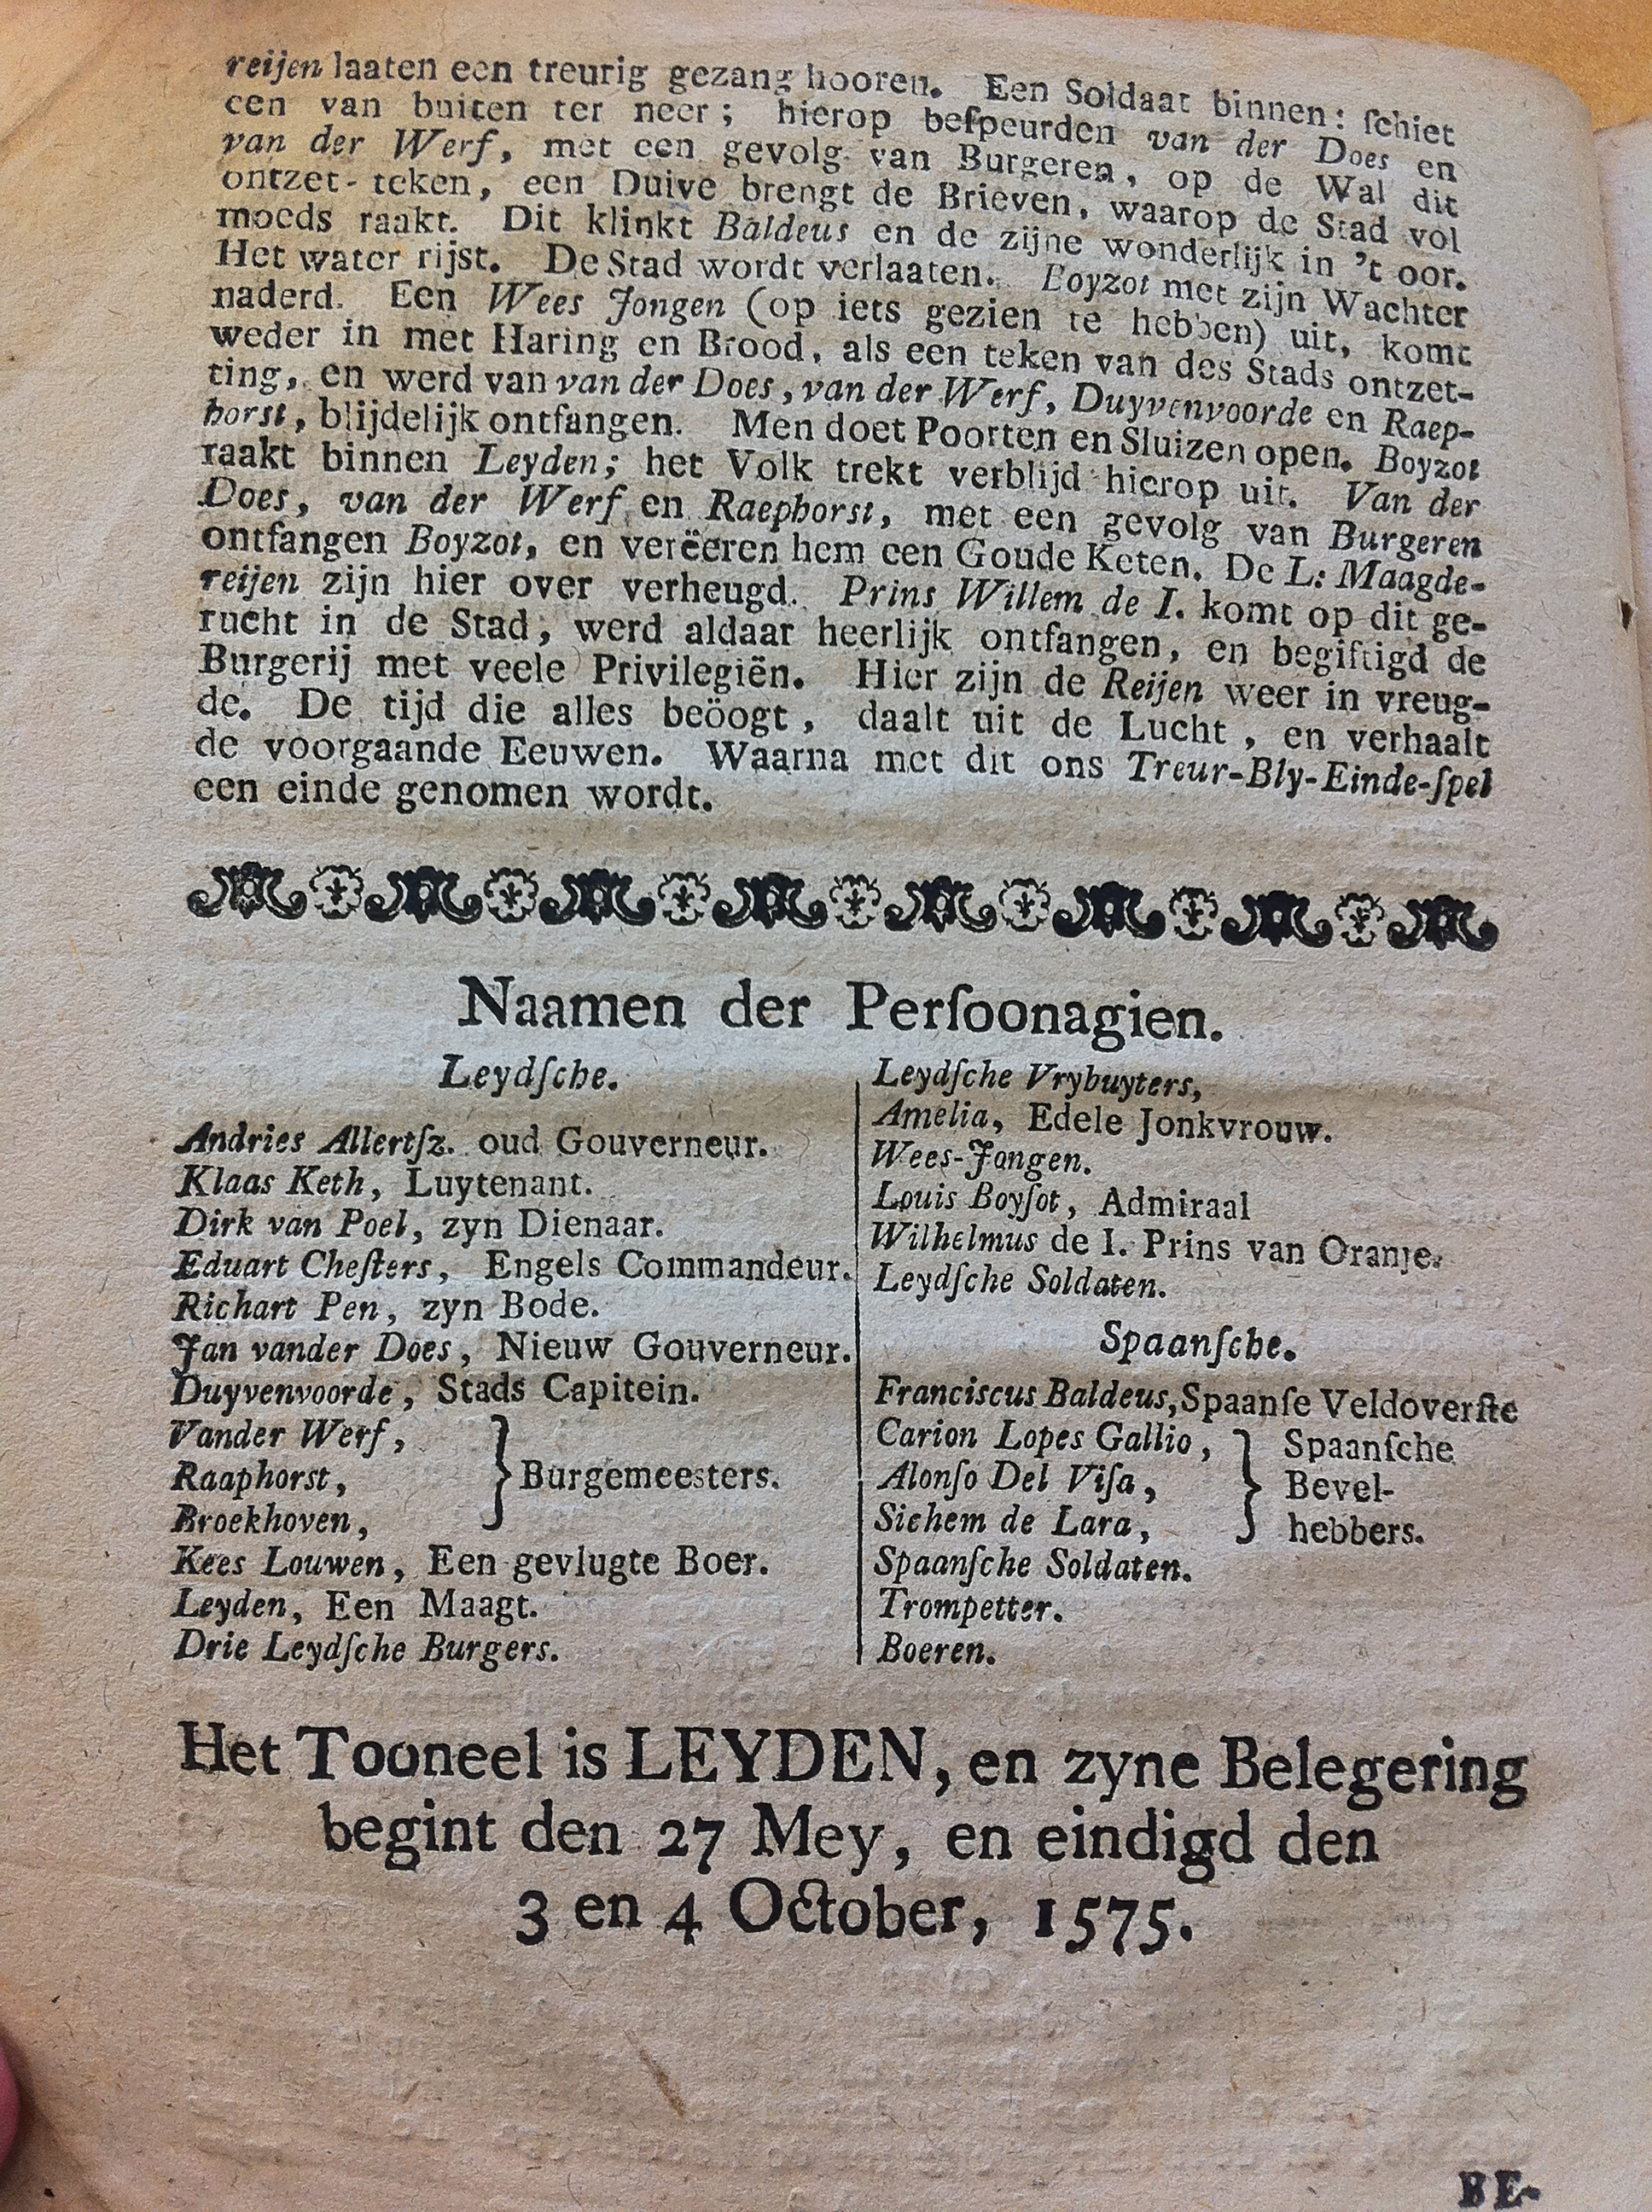 reijen laaten een treurig gezang hooren. Een Soldaat binnen: ſchiet
een van buiten ter neer; hierop beſpeurden van der Does en
van der Werf, met een gevolg van Burgeren, op de Wal dit
ontzet-teken, een Duive brengt de Brieven, waarop de Stad vol
moeds raakt. Dit klinkt Baldeus en de zijne wonderlijk in 't oor.
Het water rijst. De Stad wordt verlaaten. Boyzot met zijn Wachter
naderd. Een Wees Jongen (op iets gezien te hebben) uit, komt
weder in met Haring en Brood, als een teken van des Stads ontzet-
ting, en werd van van der Does, van der Werf, Duyvenvoorde en Raep-
horst, blijdelijk ontfangen. Men doet Poorten en Sluizen open. Boyzot
raakt binnen Leyden; het Volk trekt verblijd hierop uit. Van der
Does, van der Werf en Raephorst, met een gevolg van Burgeren
ontfangen Boyzot, en verëeren hem een Goude Keten. De L: Maagde-
reijen zijn hier over verheugd. Prins Willem de I. komt op dit ge-
rucht in de Stad, werd aldaar heerlijk ontfangen, en begiftigd de
Burgerij met veele Privilegiën. Hier zijn de Reijen weer in vreug-
de. De tijd die alles beöogt, daalt uit de Lucht, en verhaalt
de voorgaande Eeuwen. Waarna met dit ons Treur-Bly-Einde-ſpel
een einde genomen wordt.
Naamen der Perſoonagien.
Leydſche.
Andries Allertſz. oud Gouverneur.
Klaas Keth, Luytenant.
Dirk van Poel, zyn Dienaar.
Eduart Cheſters, Engels Commandeur.
Richart Pen, zyn Bode.
Jan vander Does, Nieuw Gouverneur.
Duyvenvoorde, Stads Capitein.
Vander Werf,
Raaphorst, } Burgemeesters.
Broekhoven,
Kees Louwen, Een gevlugte Boer.
Leyden, Een Maagt.
Drie Leydſche Burgers.
Leydſche Vrybuyters,
Amelia, Edele Jonkvrouw.
Wees-Jongen.
Louis Boyſot, Admiraal
Wilhelmus de I. Prins van Oranje.
Leydſche Soldaten.
Spaanſche.
Franciscus Baldeus, Spaanſe Veldoverſte
Carion Lopes Gallio, Spaanſche
Alonſo Del Viſa, } Bevel-
Sichem de Lara, hebbers.
Spaanſche Soldaten.
Trompetter.
Boeren.
Het Tooneel is LEYDEN, en zyne Belegering
begint den 27 Mey, en eindigd den
3 en 4 October, 1575.
BE-